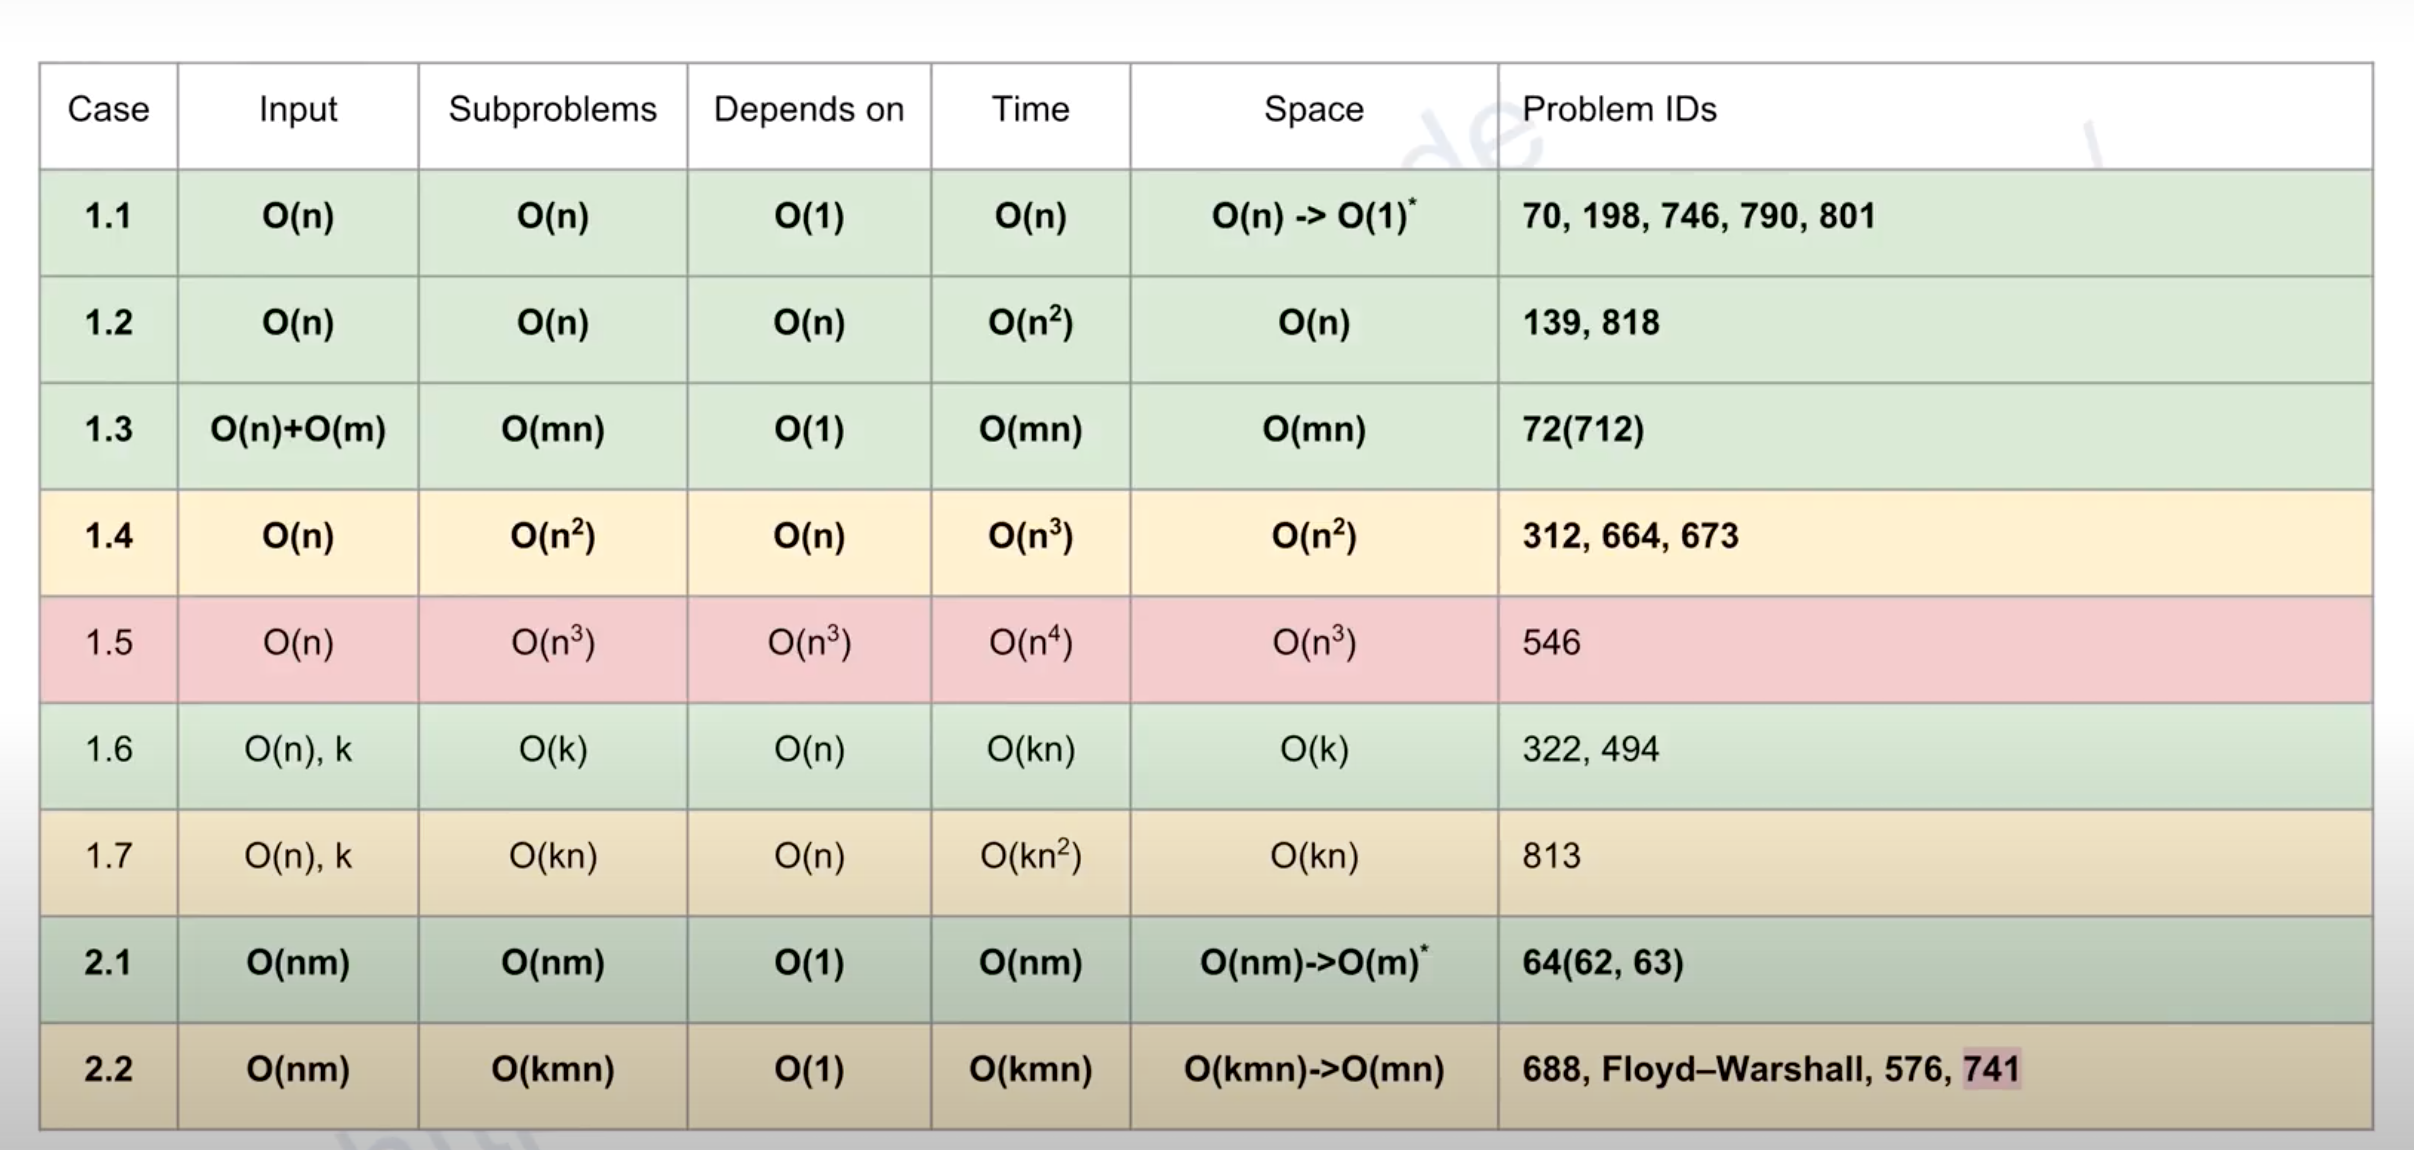 Case Input Subproblems Depends on Time Space Problem IDs
1.1 O(n) O(n) O(1) O(n) O(n) -> O(1)* 70, 198, 746, 790, 801
1.2 O(n) O(n) O(n) O(n²) O(n) 139, 818
1.3 O(n)+O(m) O(mn) O(1) O(mn) O(mn) 72(712)
1.4 O(n) O(n²) O(n) O(n³) O(n²) 312, 664, 673
1.5 O(n) O(n³) O(n³) O(n⁴) O(n³) 546
1.6 O(n), k O(k) O(n) O(kn) O(k) 322, 494
1.7 O(n), k O(kn) O(n) O(kn²) O(kn) 813
2.1 O(nm) O(nm) O(1) O(nm) O(nm)->O(m)* 64(62, 63)
2.2 O(nm) O(kmn) O(1) O(kmn) O(kmn)->O(mn) 688, Floyd–Warshall, 576, 741